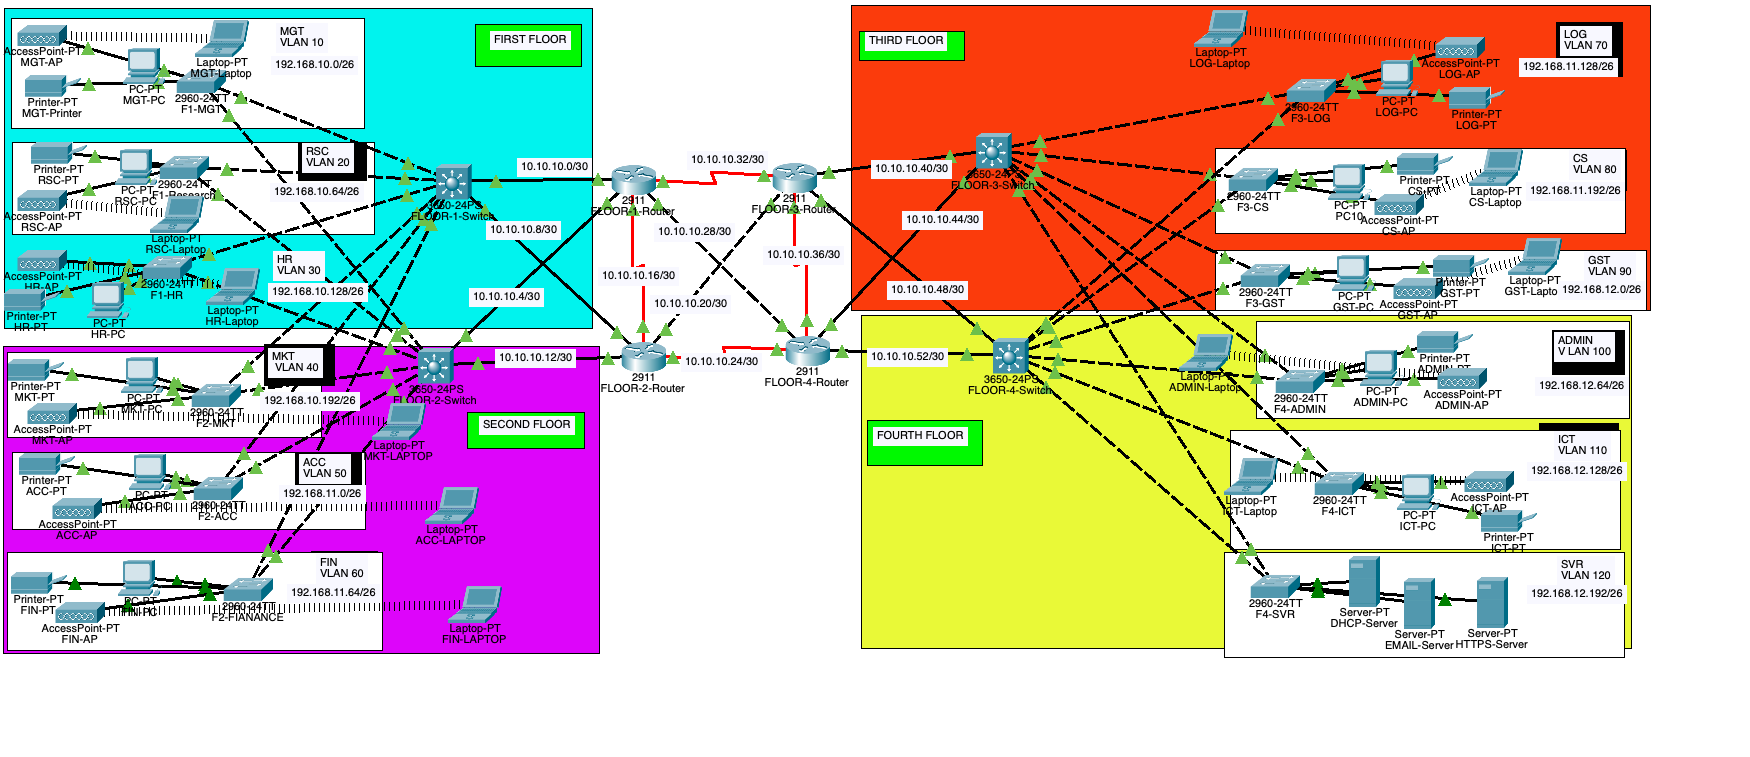 FIRST FLOOR
MGT
VLAN 10
192.168.10.0/26
AccessPoint-PT
MGT-AP
Laptop-PT
MGT-Laptop
PC-PT
MGT-PC
Printer-PT
MGT-Printer
2960-24TT
F1-MGT
RSC
VLAN 20
192.168.10.64/26
Printer-PT
RSC-PT
PC-PT
RSC-PC
2960-24TT
F1-Research
AccessPoint-PT
RSC-AP
Laptop-PT
RSC-Laptop
HR
VLAN 30
192.168.10.128/26
AccessPoint-PT
HR-AP
2960-24TT
F1-HR
Printer-PT
HR-PT
PC-PT
HR-PC
Laptop-PT
HR-Laptop
3650-24PS
FLOOR-1-Switch
SECOND FLOOR
MKT
VLAN 40
192.168.10.192/26
Printer-PT
MKT-PT
PC-PT
MKT-PC
2960-24TT
F2-MKT
AccessPoint-PT
MKT-AP
Laptop-PT
MKT-LAPTOP
3650-24PS
FLOOR-2-Switch
ACC
VLAN 50
192.168.11.0/26
Printer-PT
ACC-PT
PC-PT
ACC-PC
2960-24TT
F2-ACC
AccessPoint-PT
ACC-AP
Laptop-PT
ACC-LAPTOP
FIN
VLAN 60
192.168.11.64/26
Printer-PT
FIN-PT
PC-PT
FIN-PC
2960-24TT
F2-FIANANCE
AccessPoint-PT
FIN-AP
Laptop-PT
FIN-LAPTOP
10.10.10.0/30
10.10.10.32/30
10.10.10.40/30
2911
FLOOR-1-Router
2911
FLOOR-3-Router
10.10.10.8/30
10.10.10.28/30
10.10.10.44/30
10.10.10.16/30
10.10.10.36/30
10.10.10.4/30
10.10.10.20/30
10.10.10.48/30
10.10.10.12/30
10.10.10.24/30
10.10.10.52/30
2911
FLOOR-2-Router
2911
FLOOR-4-Router
THIRD FLOOR
Laptop-PT
LOG-Laptop
LOG
VLAN 70
192.168.11.128/26
AccessPoint-PT
LOG-AP
2960-24TT
F3-LOG
PC-PT
LOG-PC
Printer-PT
LOG-PT
3650-24PS
FLOOR-3-Switch
CS
VLAN 80
192.168.11.192/26
Printer-PT
CS-PT
Laptop-PT
CS-Laptop
2960-24TT
F3-CS
PC-PT
PC10
AccessPoint-PT
CS-AP
GST
VLAN 90
192.168.12.0/26
2960-24TT
F3-GST
PC-PT
GST-PC
Printer-PT
GST-PT
Laptop-PT
GST-Lapto
AccessPoint-PT
GST-AP
FOURTH FLOOR
3650-24PS
FLOOR-4-Switch
ADMIN
V LAN 100
192.168.12.64/26
Laptop-PT
ADMIN-Laptop
2960-24TT
F4-ADMIN
PC-PT
ADMIN-PC
Printer-PT
ADMIN-PT
AccessPoint-PT
ADMIN-AP
ICT
VLAN 110
192.168.12.128/26
Laptop-PT
ICT-Laptop
2960-24TT
F4-ICT
PC-PT
ICT-PC
AccessPoint-PT
ICT-AP
Printer-PT
ICT-PT
SVR
VLAN 120
192.168.12.192/26
2960-24TT
F4-SVR
Server-PT
DHCP-Server
Server-PT
EMAIL-Server
Server-PT
HTTPS-Server